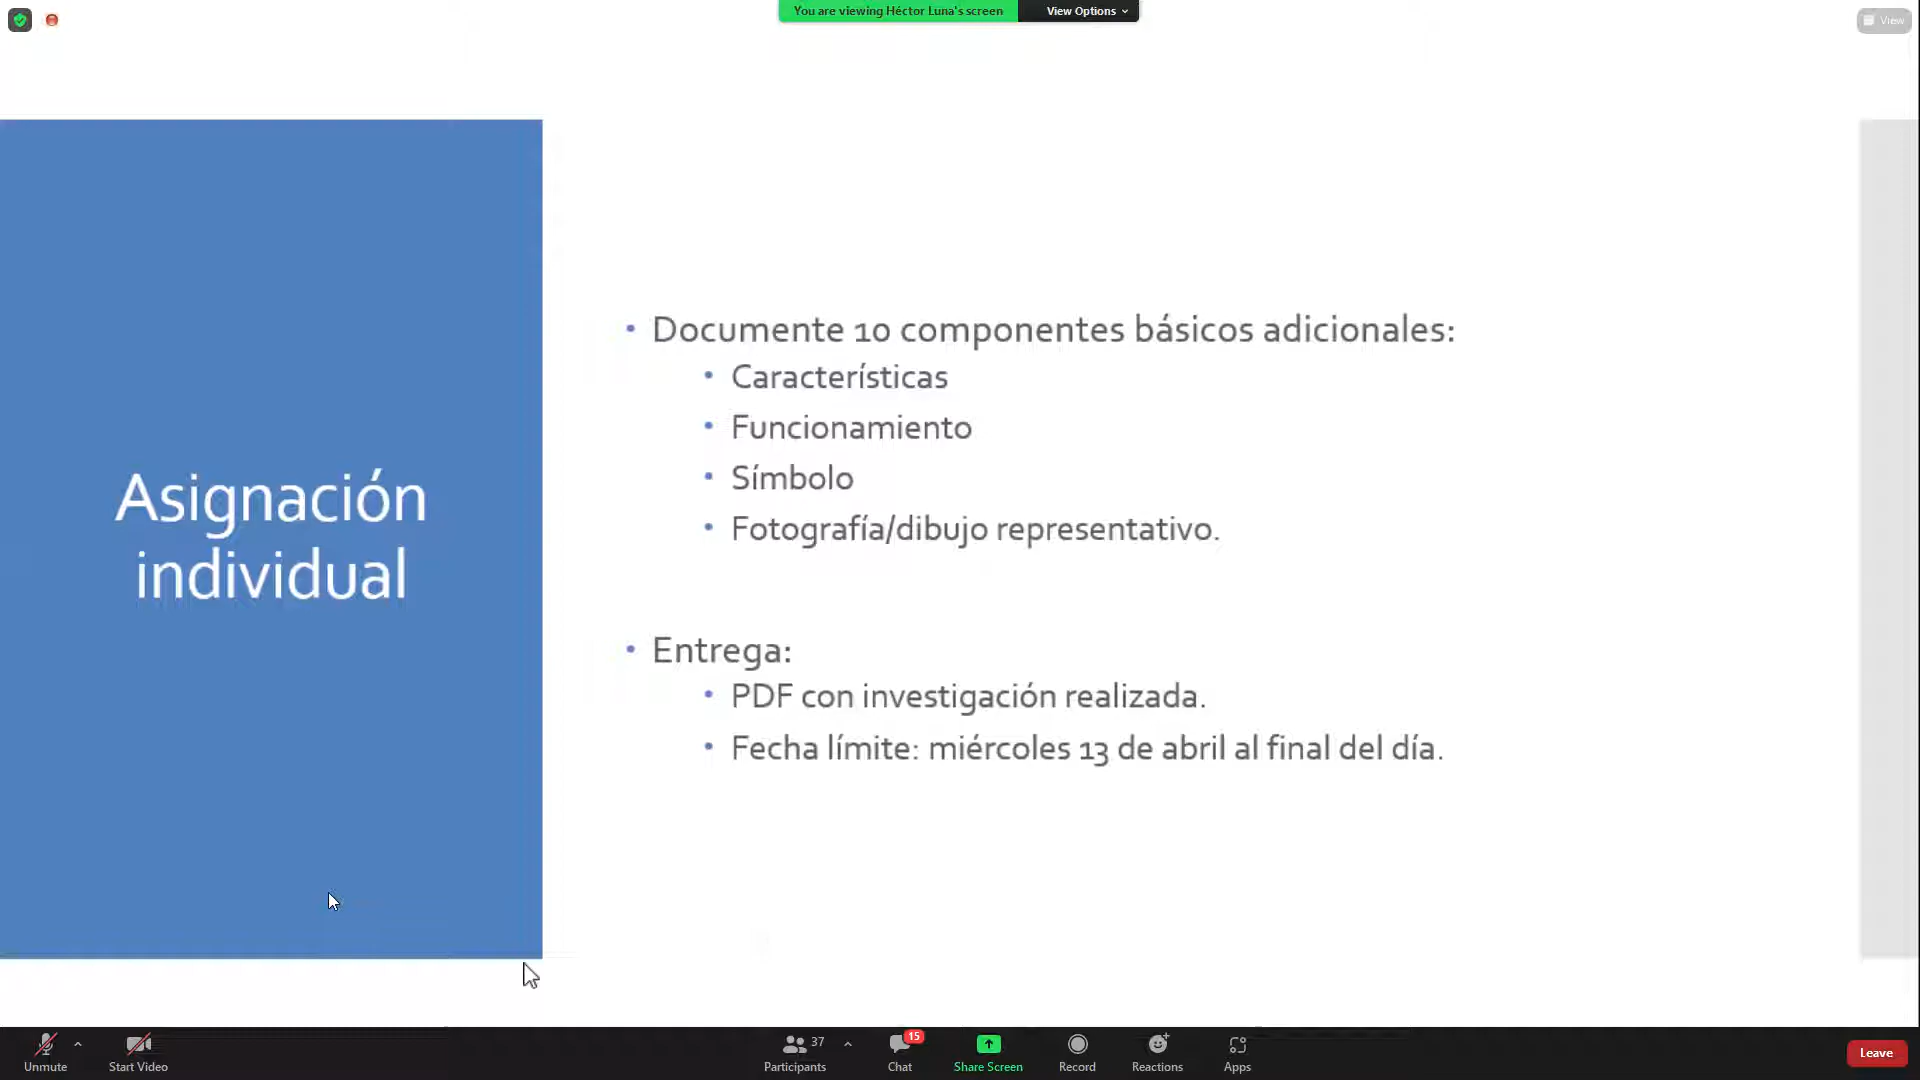 You are viewing Héctor Luna's screen
View Options
View
Asignación
individual
• Documente 10 componentes básicos adicionales:
• Características
• Funcionamiento
• Símbolo
• Fotografía/dibujo representativo.
• Entrega:
• PDF con investigación realizada.
• Fecha límite: miércoles 13 de abril al final del día.
Unmute
Start Video
37
Participants
15
Chat
Share Screen
Record
Reactions
Apps
Leave